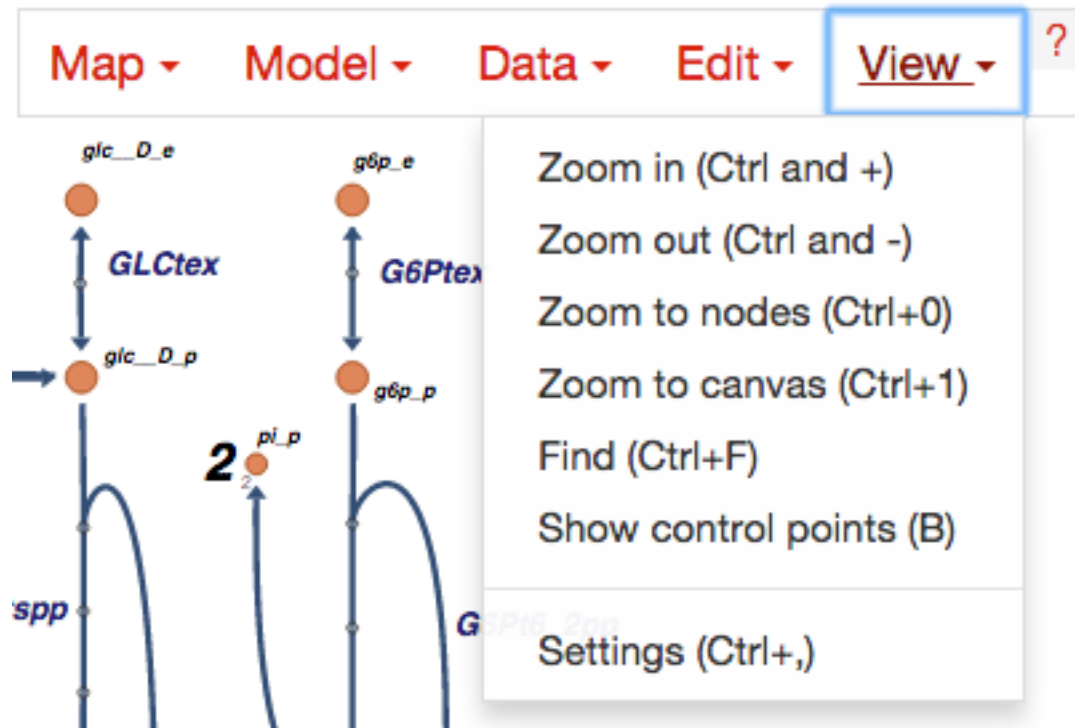 Map Model Data Edit View ?
glc__D_e
g6p_e
GLCtex
G6Ptex
glc__D_p
g6p_p
pi_p
2
2
spp
G6Pt6_2pp
Zoom in (Ctrl and +)
Zoom out (Ctrl and -)
Zoom to nodes (Ctrl+0)
Zoom to canvas (Ctrl+1)
Find (Ctrl+F)
Show control points (B)
Settings (Ctrl+,)